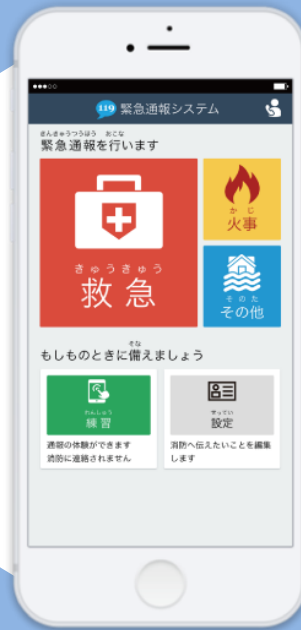 119 緊急通報システム
きんきゅうつうほう おこな
緊急通報を行います
きゅうきゅう
救急
かじ
火事
そのた
その他
そな
もしものときに備えましょう
れんしゅう
練習
通報の体験ができます
消防に連絡されません
せってい
設定
消防へ伝えたいことを編集
します